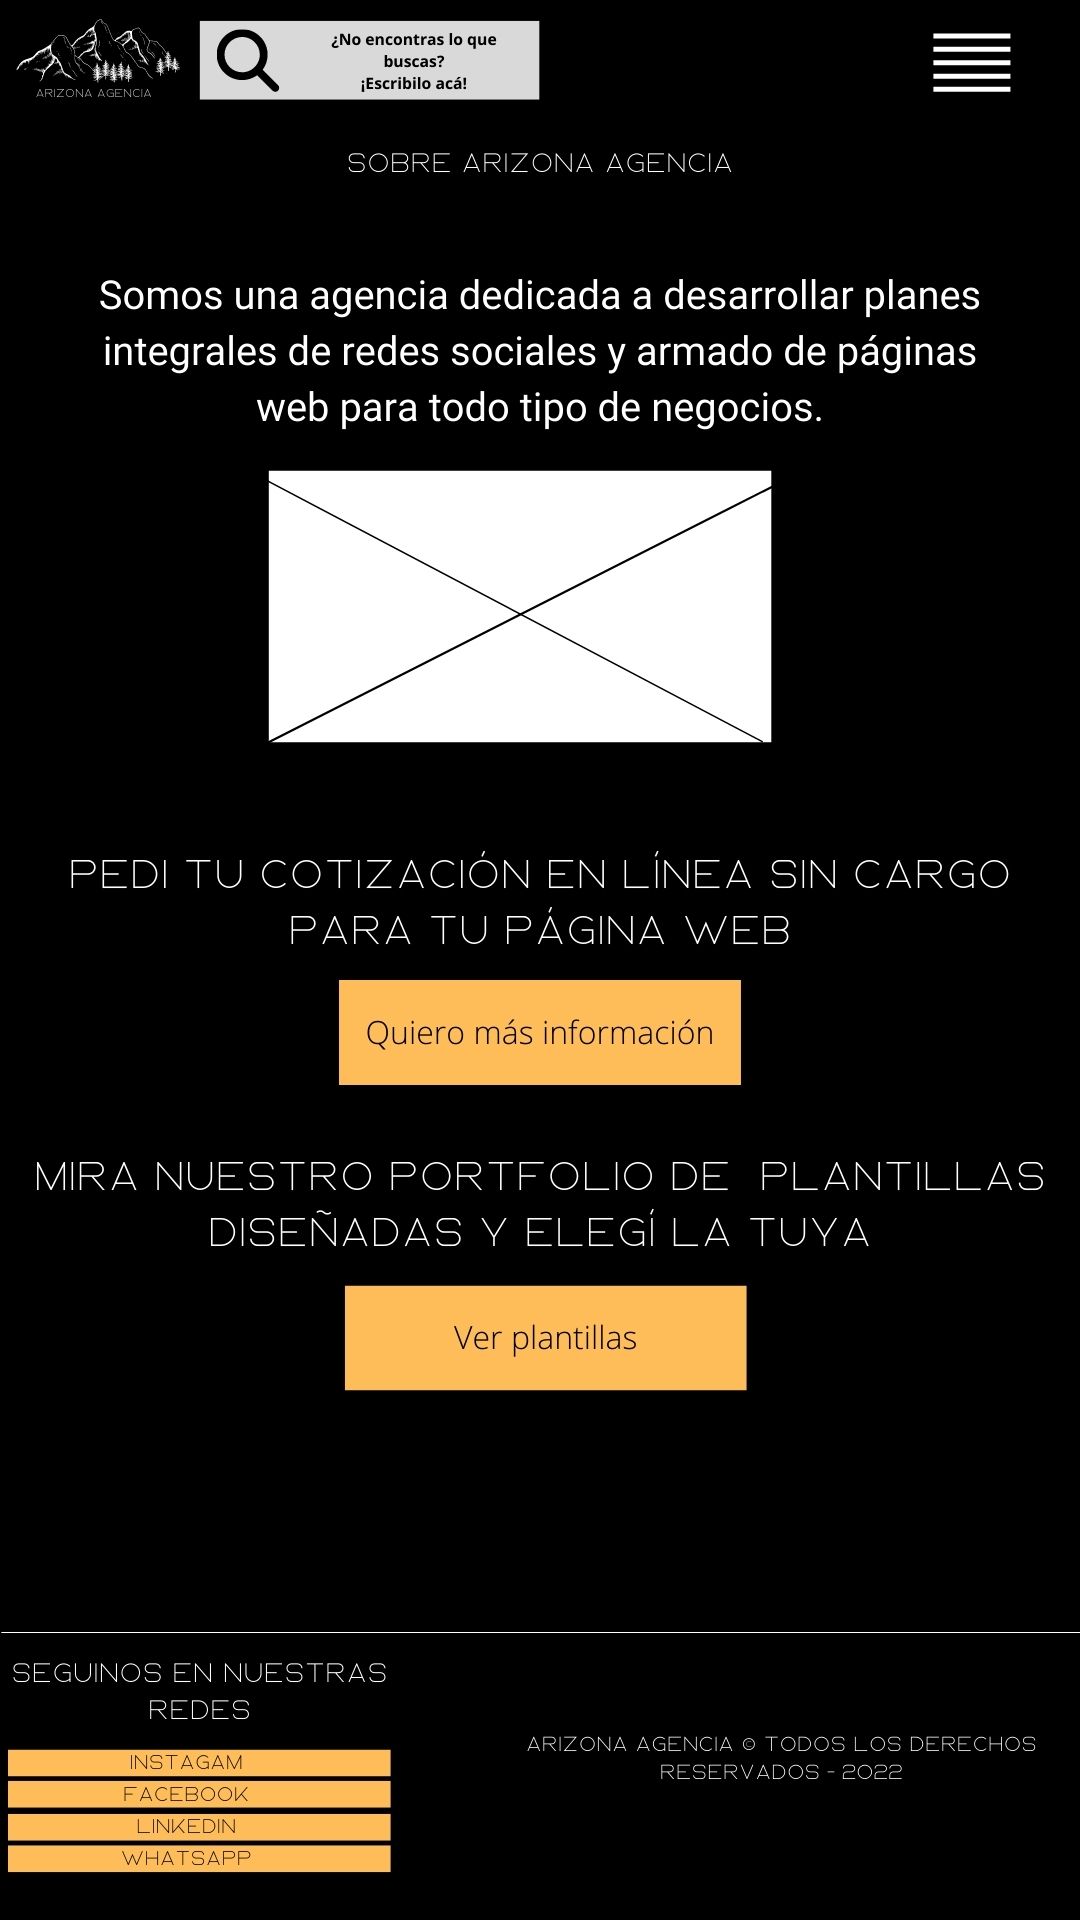 ARIZONA AGENCIA
¿No encontras lo que
buscas?
¡Escribilo acá!
SOBRE ARIZONA AGENCIA
Somos una agencia dedicada a desarrollar planes
integrales de redes sociales y armado de páginas
web para todo tipo de negocios.
PEDI TU COTIZACIÓN EN LÍNEA SIN CARGO
PARA TU PÁGINA WEB
Quiero más información
MIRA NUESTRO PORTFOLIO DE PLANTILLAS
DISEÑADAS Y ELEGÍ LA TUYA
Ver plantillas
SEGUINOS EN NUESTRAS
REDES
INSTAGAM
FACEBOOK
LINKEDIN
WHATSAPP
ARIZONA AGENCIA © TODOS LOS DERECHOS
RESERVADOS - 2022